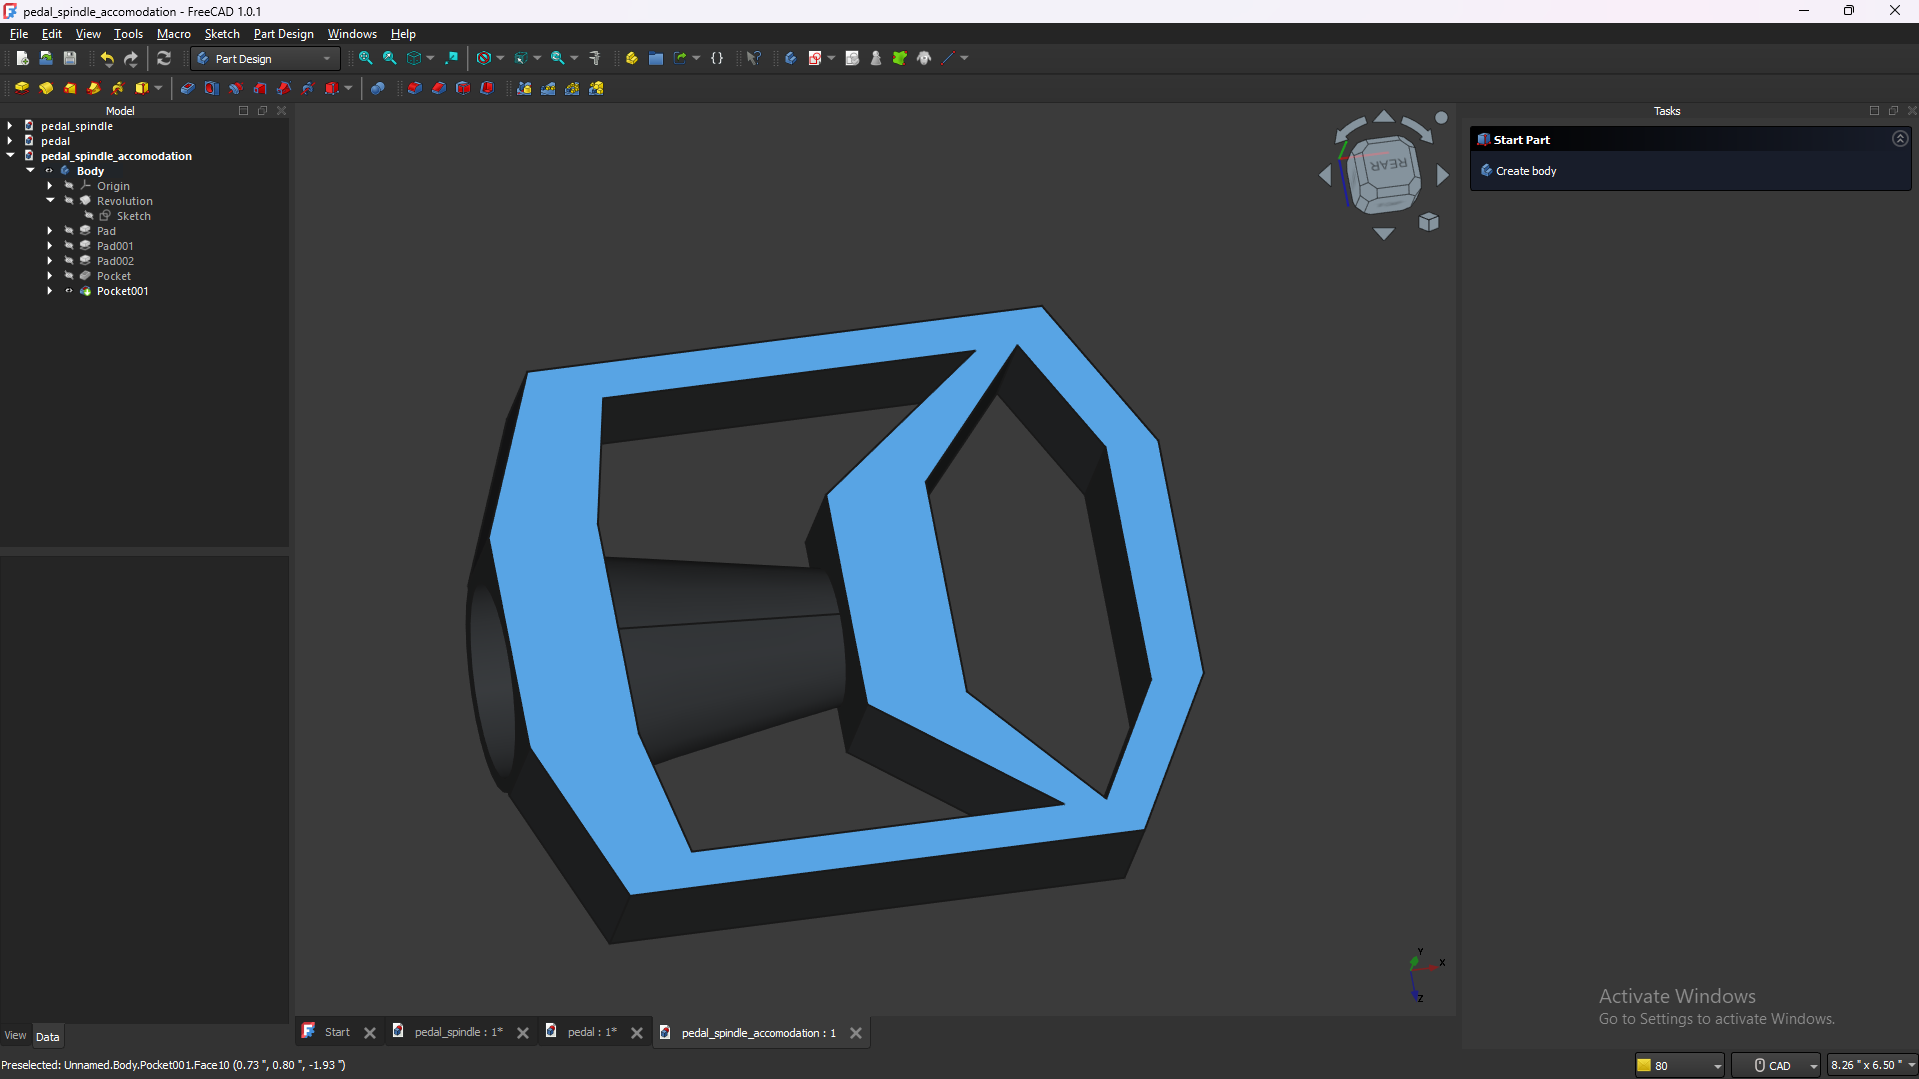 pedal_spindle_accomodation - FreeCAD 1.0.1
File Edit View Tools Macro Sketch Part Design Windows Help
Part Design
Model
pedal_spindle
pedal
pedal_spindle_accomodation
Body
Origin
Revolution
Sketch
Pad
Pad001
Pad002
Pocket
Pocket001
REAR
Tasks
Start Part
Create body
Y
X
Z
Activate Windows
Go to Settings to activate Windows.
View Data
Start pedal_spindle : 1* pedal : 1* pedal_spindle_accomodation : 1
Preselected: Unnamed.Body.Pocket001.Face10 (0.73 ", 0.80 ", -1.93 ")
80 CAD 8.26 " x 6.50 "